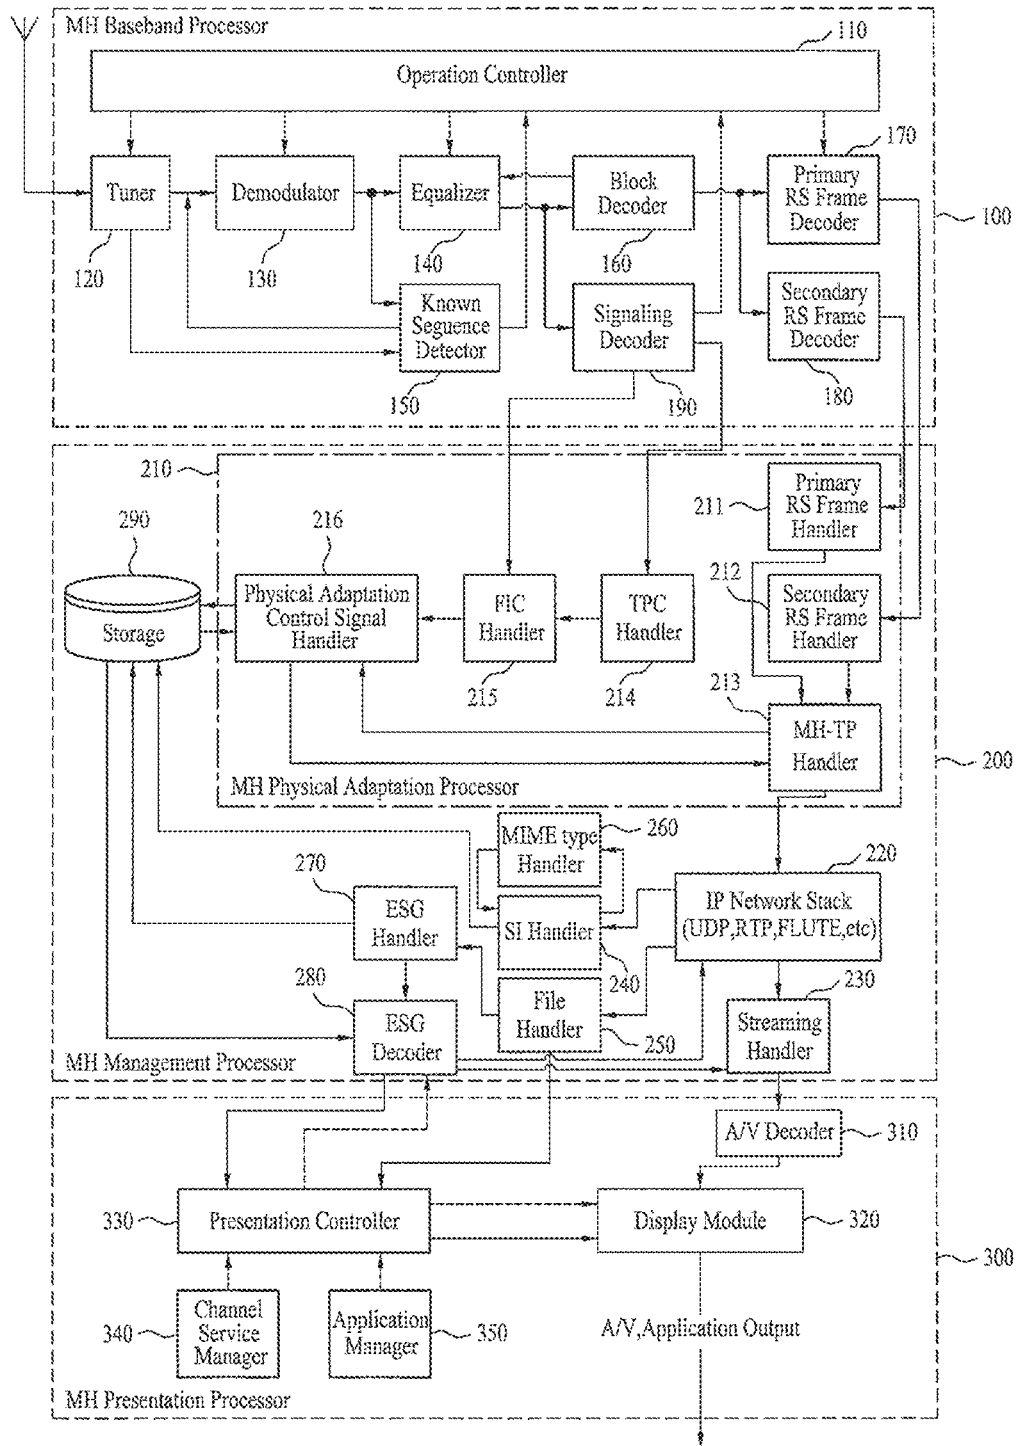 MH Baseband Processor
110
Operation Controller
170
Tuner
Demodulator
Equalizer
Block
Decoder
Primary
RS Frame
Decoder
100
120
130
140
160
Known
Seguence
Detector
Signaling
Decoder
Secondary
RS Frame
Decoder
150
190
180
210
Primary
RS Frame
Handler
211
290
216
212
Storage
Physical Adaptation
Control Signal
Handler
FIC
Handler
TPC
Handler
Secondary
RS Frame
Handler
215
214
213
MH-TP
Handler
200
MH Physical Adaptation Processor
MIME type
Handler
260
220
270
ESG
Handler
SI Handler
IP Network Stack
(UDP,RTP,FLUTE,etc)
240
280
230
ESG
Decoder
File
Handler
250
Streaming
Handler
MH Management Processor
A/V Decoder
310
330
Presentation Controller
Display Module
320
300
340
Channel
Service
Manager
Application
Manager
350
A/V,Application Output
MH Presentation Processor